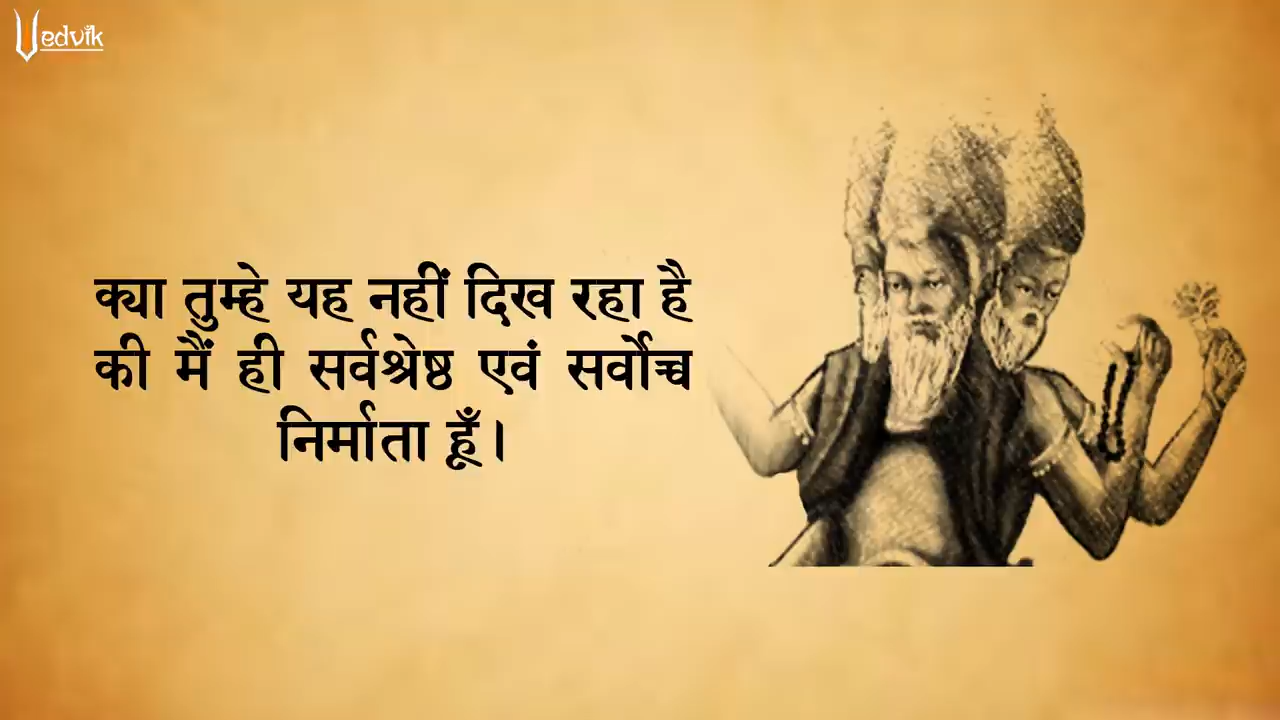 Vedvik
क्या तुम्हे यह नहीं दिख रहा है
की मैं ही सर्वश्रेष्ठ एवं सर्वोच्च
निर्माता हूँ।